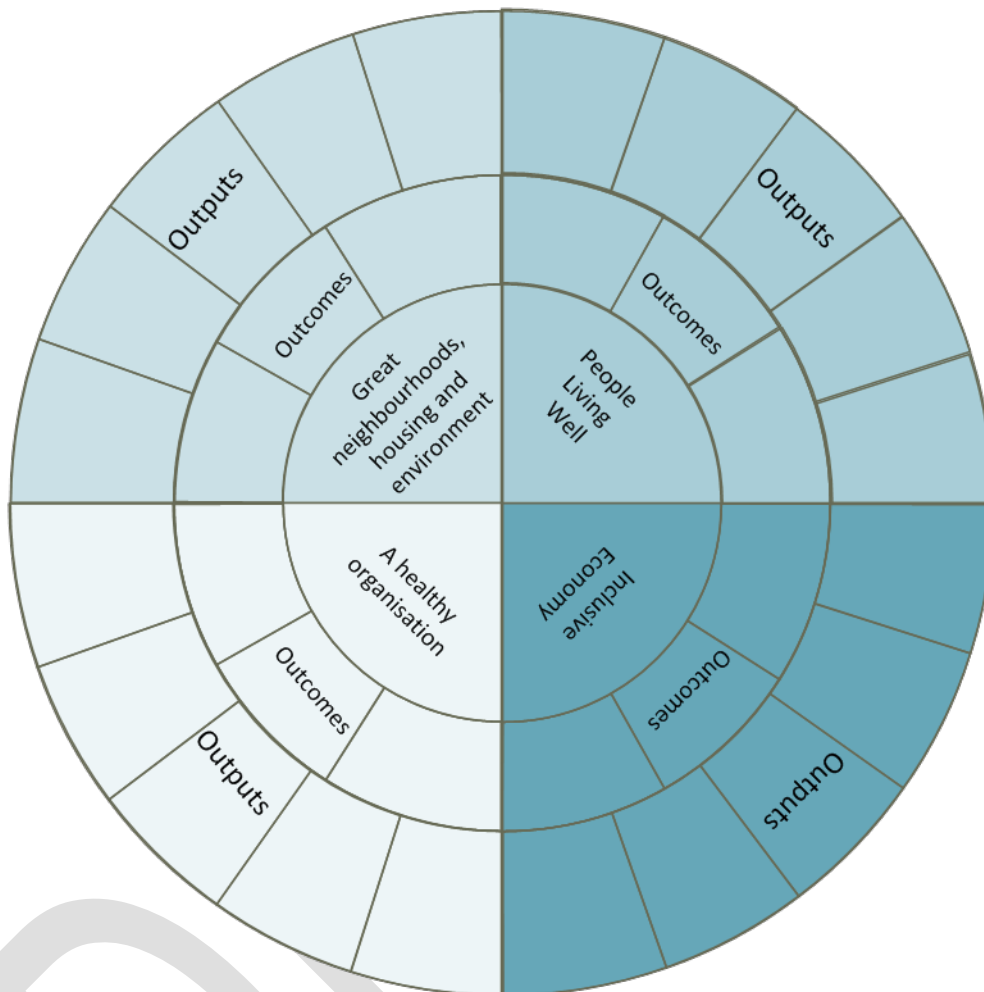 Outputs
Outcomes
Great
neighbourhoods,
housing and
environment
Outputs
Outcomes
People
Living
Well
A healthy
organisation
Outcomes
Outputs
Inclusive
Economy
Outcomes
Outputs